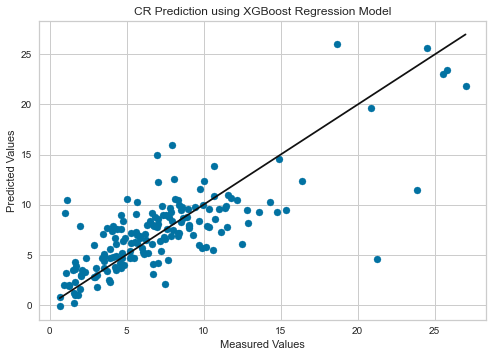 CR Prediction using XGBoost Regression Model
Predicted Values
25
20
15
10
5
0
0 5 10 15 20 25
Measured Values